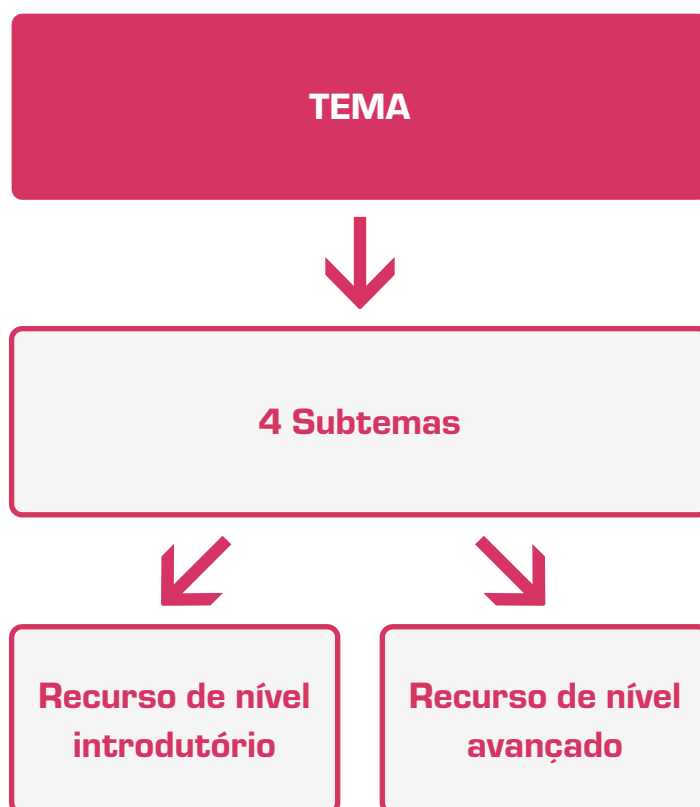 TEMA
4 Subtemas
Recurso de nível
introdutório
Recurso de nível
avançado